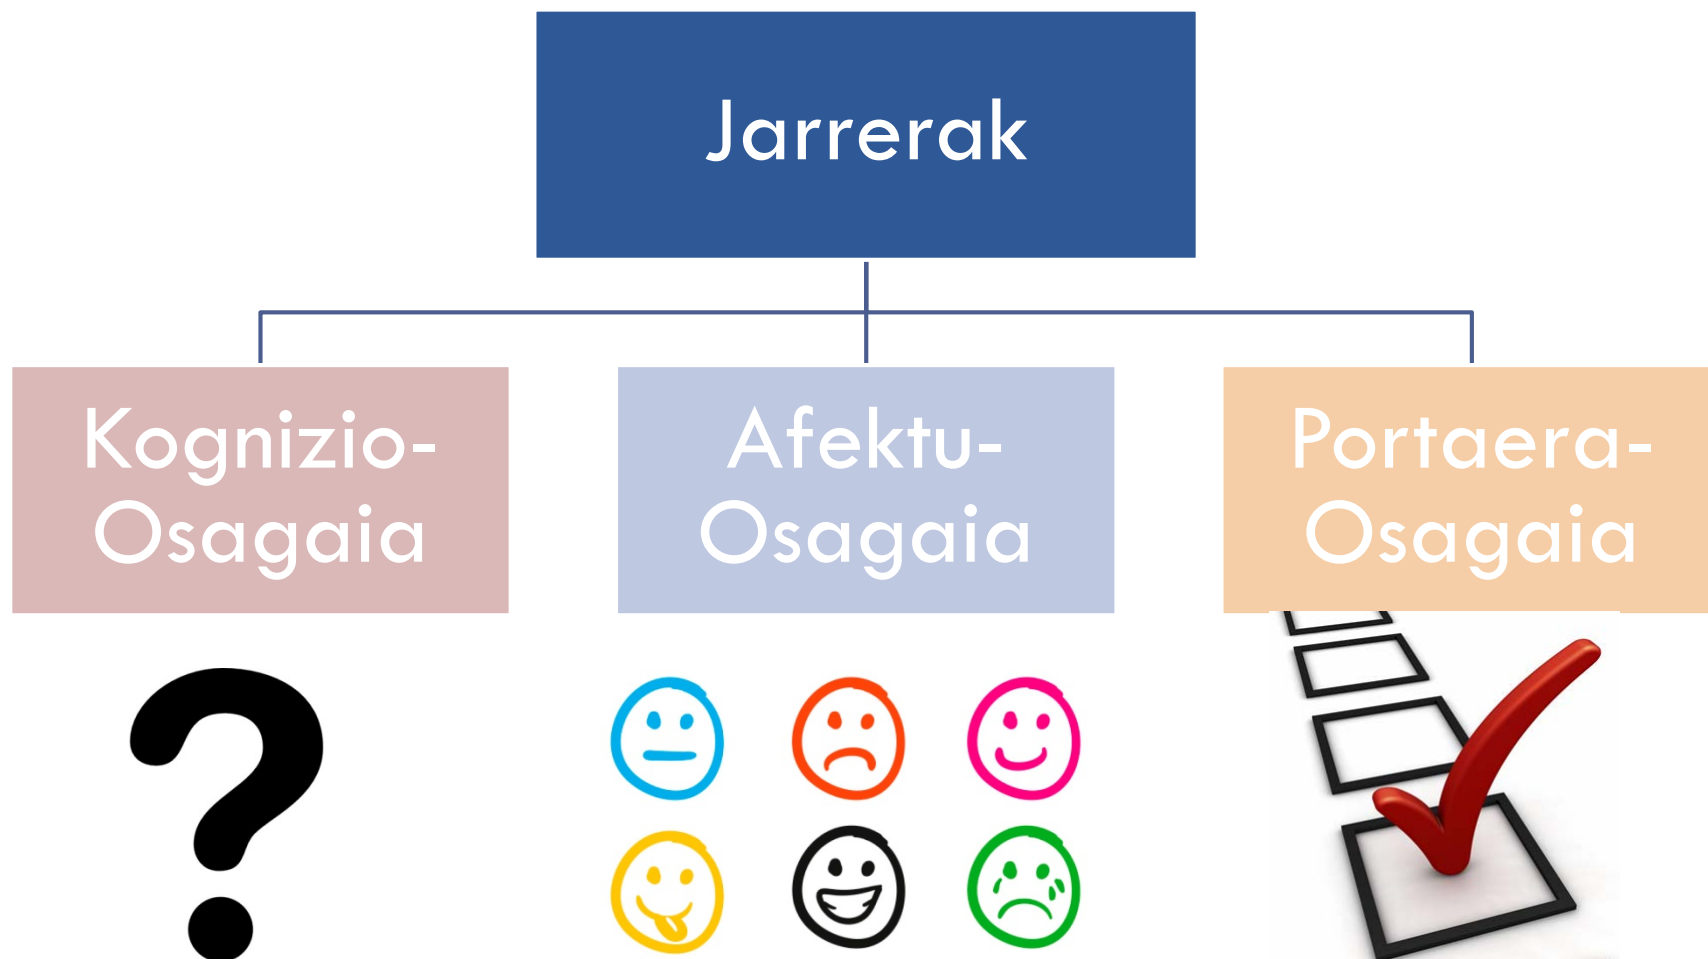 Jarrerak
Kognizio-
Osagaia
Afektu-
Osagaia
Portaera-
Osagaia
?